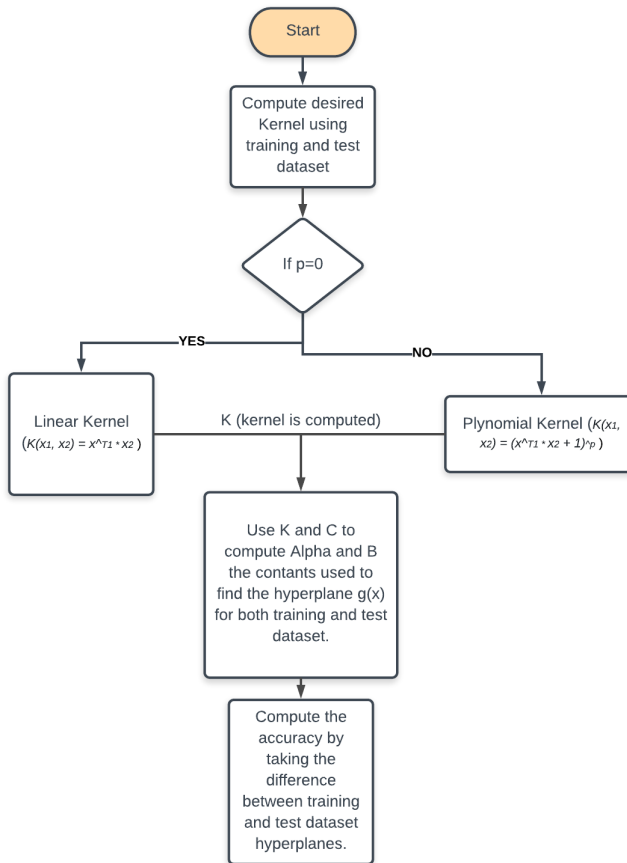 Start
Compute desired
Kernel using
training and test
dataset
If p=0
YES
NO
Linear Kernel
(K(x1, x2) = x^T1 * x2 )
K (kernel is computed)
Plynomial Kernel (K(x1,
x2) = (x^T1 * x2 + 1)^p )
Use K and C to
compute Alpha and B
the contants used to
find the hyperplane g(x)
for both training and test
dataset.
Compute the
accuracy by
taking the
difference
between training
and test dataset
hyperplanes.